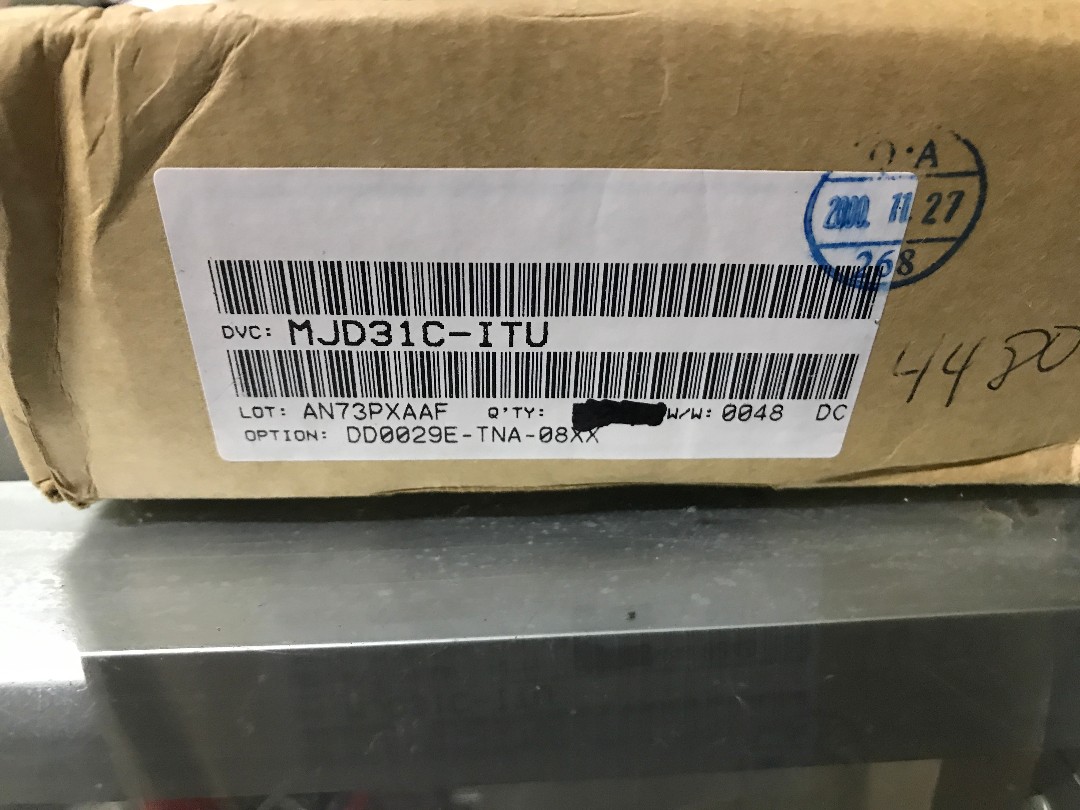 Q.A
2000. 11. 27
268
DVC: MJD31C-ITU
4480
LOT: AN73PXAAF Q'TY: W/W: 0048 DC
OPTION: DD0029E-TNA-08XX